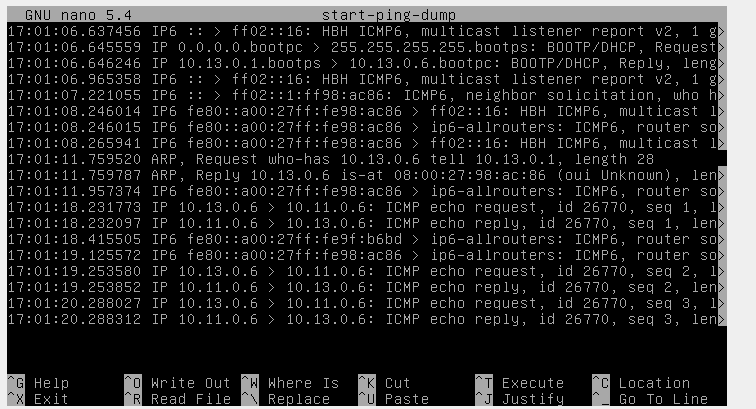 GNU nano 5.4 start-ping-dump
17:01:06.637456 IP6 :: > ff02::16: HBH ICMP6, multicast listener report v2, 1 g>
17:01:06.645559 IP 0.0.0.0.bootpc > 255.255.255.255.bootps: BOOTP/DHCP, Request>
17:01:06.646246 IP 10.13.0.1.bootps > 10.13.0.6.bootpc: BOOTP/DHCP, Reply, leng>
17:01:06.965358 IP6 :: > ff02::16: HBH ICMP6, multicast listener report v2, 1 g>
17:01:07.221055 IP6 :: > ff02::1:ff98:ac86: ICMP6, neighbor solicitation, who h>
17:01:08.246014 IP6 fe80::a00:27ff:fe98:ac86 > ff02::16: HBH ICMP6, multicast l>
17:01:08.246015 IP6 fe80::a00:27ff:fe98:ac86 > ip6-allrouters: ICMP6, router so>
17:01:08.265941 IP6 fe80::a00:27ff:fe98:ac86 > ff02::16: HBH ICMP6, multicast l>
17:01:11.759520 ARP, Request who-has 10.13.0.6 tell 10.13.0.1, length 28
17:01:11.759787 ARP, Reply 10.13.0.6 is-at 08:00:27:98:ac:86 (oui Unknown), len>
17:01:11.957374 IP6 fe80::a00:27ff:fe98:ac86 > ip6-allrouters: ICMP6, router so>
17:01:18.231773 IP 10.13.0.6 > 10.11.0.6: ICMP echo request, id 26770, seq 1, l>
17:01:18.232097 IP 10.11.0.6 > 10.13.0.6: ICMP echo reply, id 26770, seq 1, len>
17:01:18.415505 IP6 fe80::a00:27ff:fe9f:b6bd > ip6-allrouters: ICMP6, router so>
17:01:19.125572 IP6 fe80::a00:27ff:fe98:ac86 > ip6-allrouters: ICMP6, router so>
17:01:19.253580 IP 10.13.0.6 > 10.11.0.6: ICMP echo request, id 26770, seq 2, l>
17:01:19.253852 IP 10.11.0.6 > 10.13.0.6: ICMP echo reply, id 26770, seq 2, len>
17:01:20.288027 IP 10.13.0.6 > 10.11.0.6: ICMP echo request, id 26770, seq 3, l>
17:01:20.288312 IP 10.11.0.6 > 10.13.0.6: ICMP echo reply, id 26770, seq 3, len>
^G Help ^O Write Out ^W Where Is ^K Cut ^T Execute ^C Location
^X Exit ^R Read File ^\ Replace ^U Paste ^J Justify ^_ Go To Line